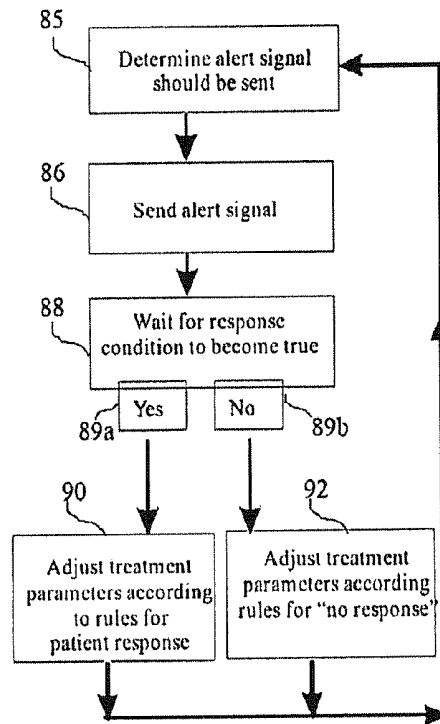 85
Determine alert signal
should be sent
86
Send alert signal
88
Wait for response
condition to become true
Yes
No
89a
89b
90
Adjust treatment
parameters according
to rules for
patient response
92
Adjust treatment
parameters according
rules for “no response”